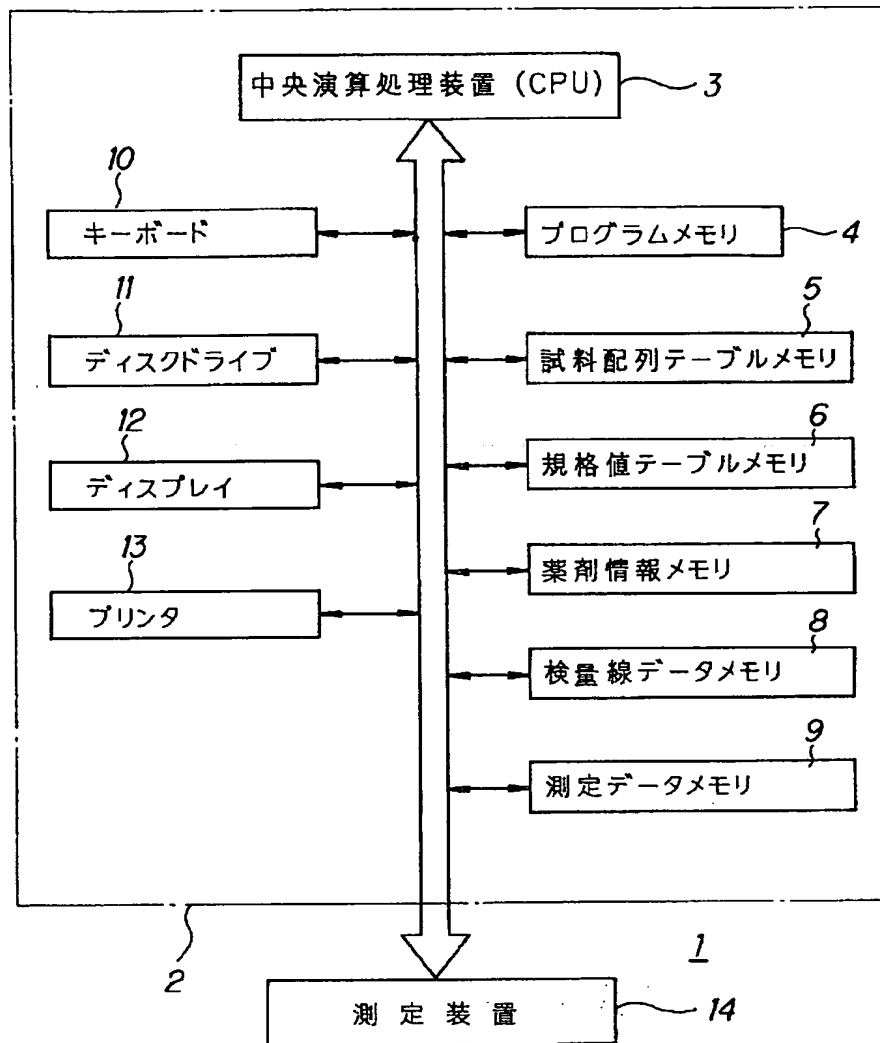 中央演算処理装置(CPU)
3
10
キーボード
プログラムメモリ
4
11
ディスクドライブ
5
試料配列テーブルメモリ
12
ディスプレイ
6
規格値テーブルメモリ
13
プリンタ
7
薬剤情報メモリ
8
検量線データメモリ
9
測定データメモリ
2
1
測定装置
14